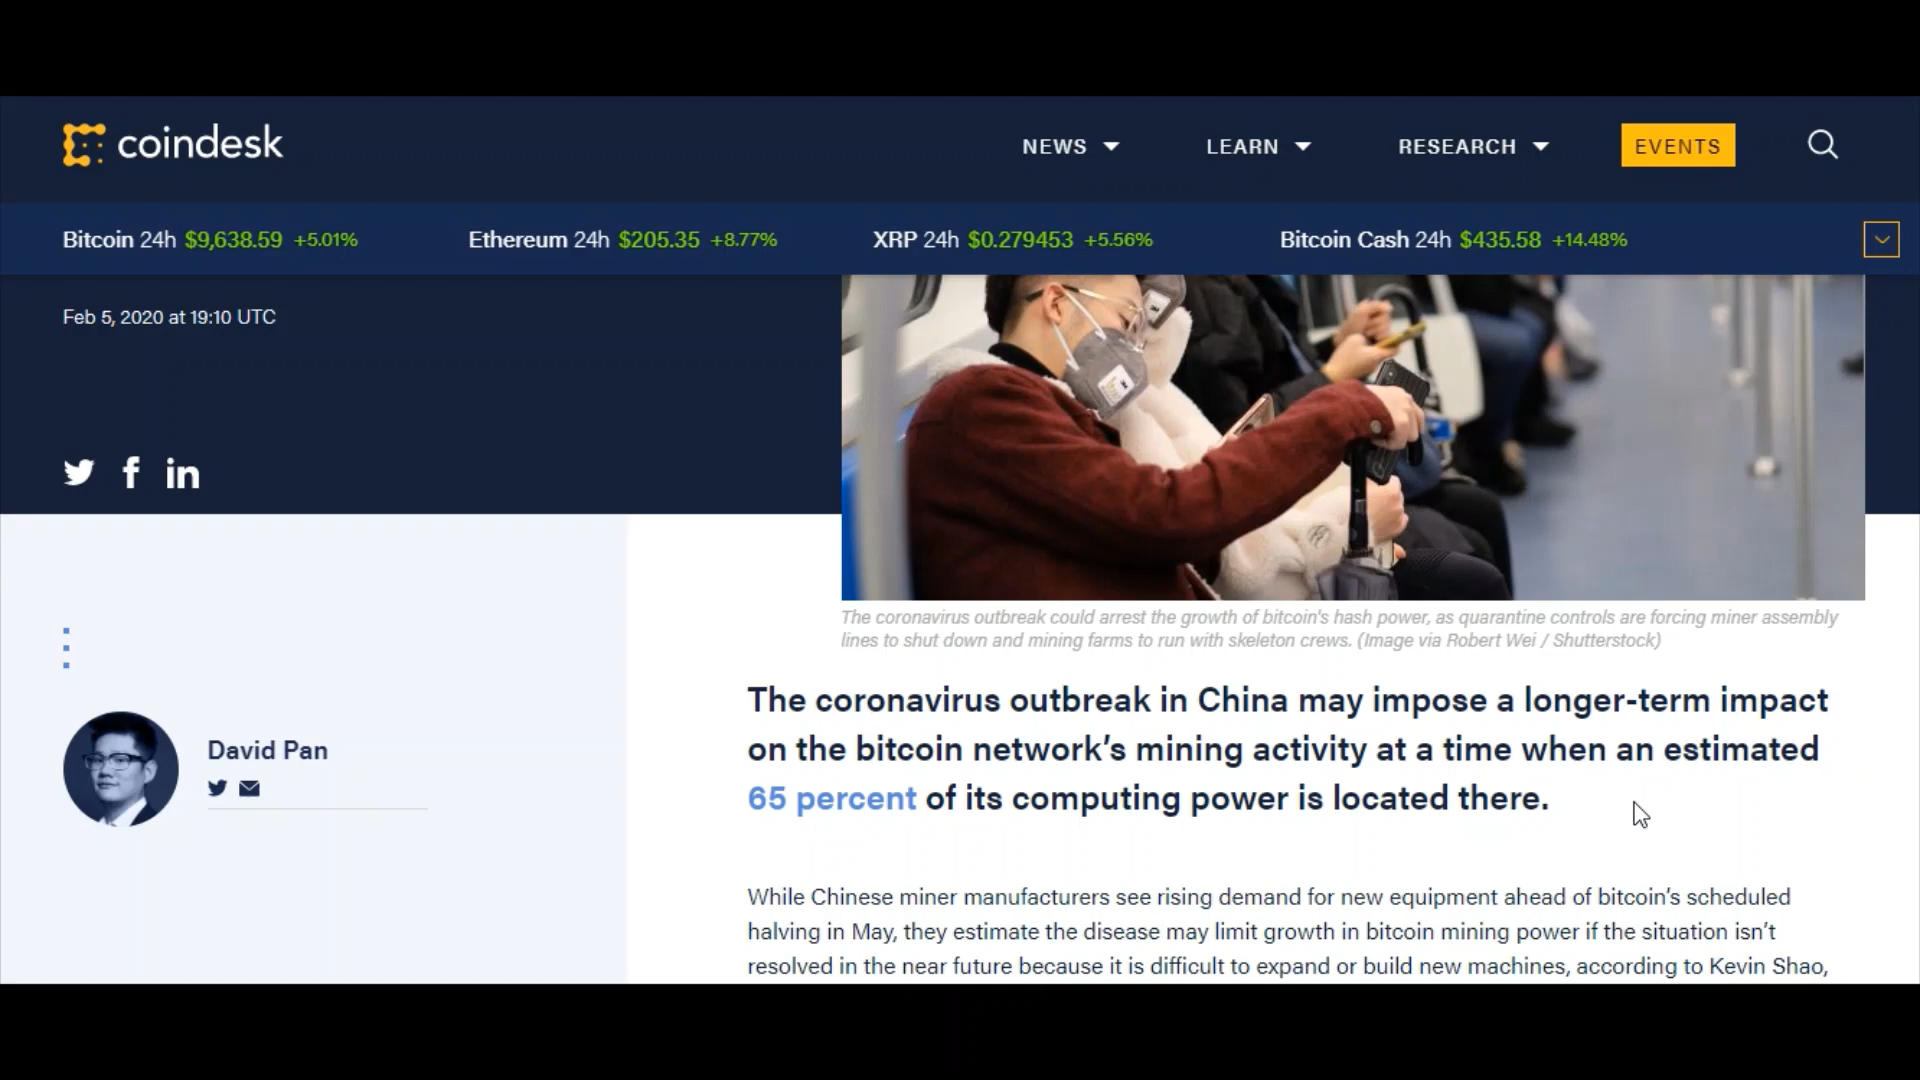 coindesk
NEWS
LEARN
RESEARCH
EVENTS
Bitcoin 24h $9,638.59 +5.01%
Ethereum 24h $205.35 +8.77%
XRP 24h $0.279453 +5.56%
Bitcoin Cash 24h $435.58 +14.48%
Feb 5, 2020 at 19:10 UTC
The coronavirus outbreak could arrest the growth of bitcoin's hash power, as quarantine controls are forcing miner assembly
lines to shut down and mining farms to run with skeleton crews. (Image via Robert Wei / Shutterstock)
David Pan
The coronavirus outbreak in China may impose a longer-term impact
on the bitcoin network's mining activity at a time when an estimated
65 percent of its computing power is located there.
While Chinese miner manufacturers see rising demand for new equipment ahead of bitcoin's scheduled
halving in May, they estimate the disease may limit growth in bitcoin mining power if the situation isn't
resolved in the near future because it is difficult to expand or build new machines, according to Kevin Shao,